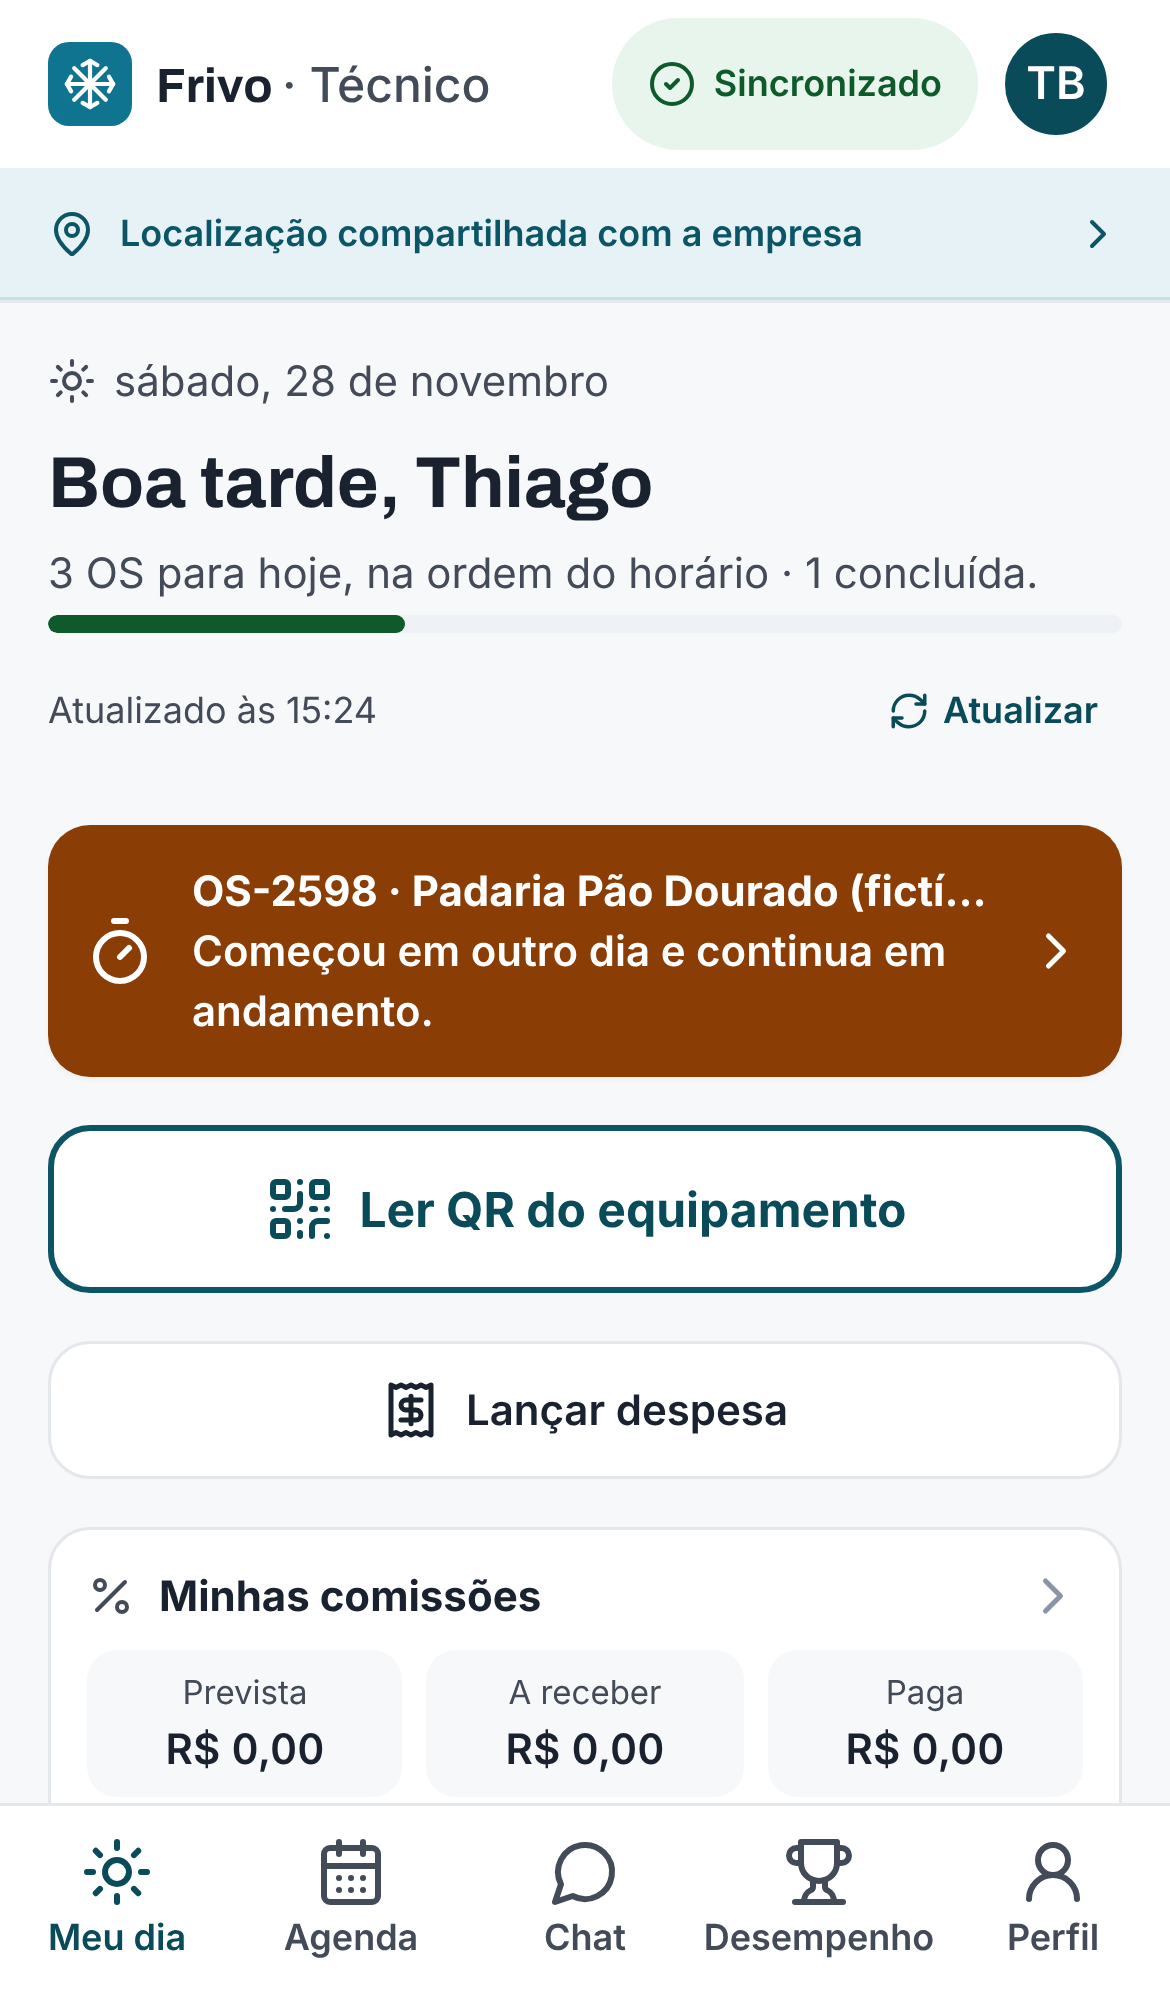 Frivo · Técnico
Sincronizado
TB
Localização compartilhada com a empresa
sábado, 28 de novembro
Boa tarde, Thiago
3 OS para hoje, na ordem do horário · 1 concluída.
Atualizado às 15:24
Atualizar
OS-2598 · Padaria Pão Dourado (fictí...
Começou em outro dia e continua em
andamento.
Ler QR do equipamento
Lançar despesa
Minhas comissões
Prevista
R$ 0,00
A receber
R$ 0,00
Paga
R$ 0,00
Meu dia
Agenda
Chat
Desempenho
Perfil